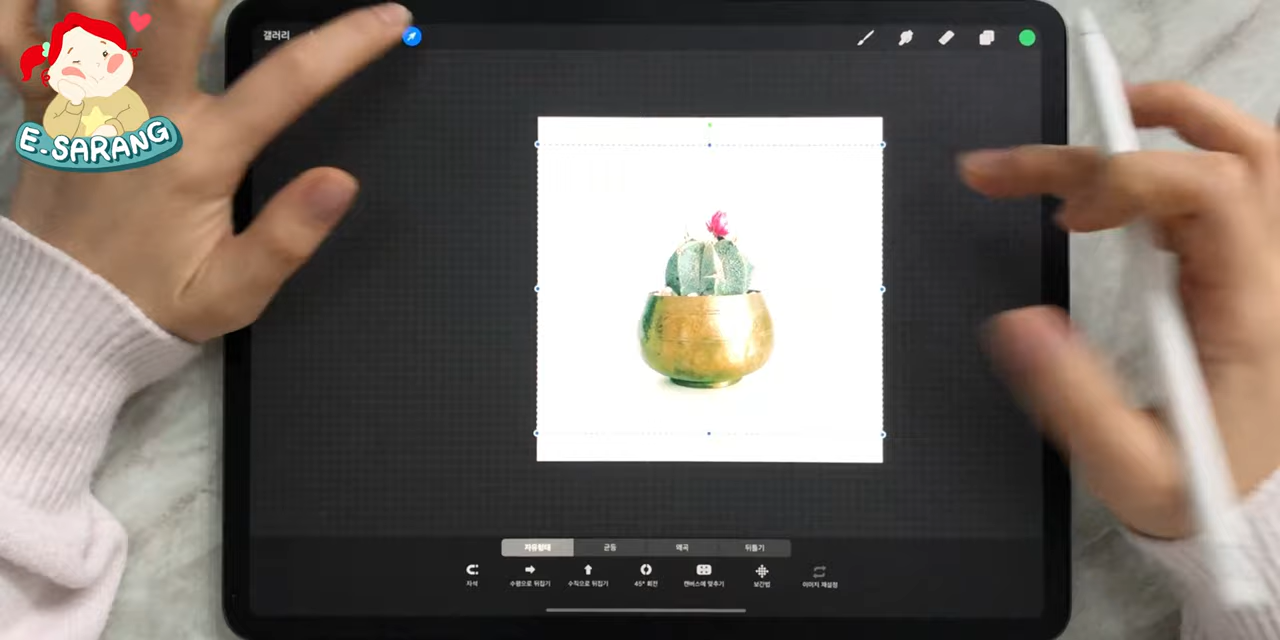 E-SARANG
갤러리
자유형태 균등 왜곡 뒤틀기
자석 수평으로 뒤집기 수직으로 뒤집기 45° 회전 캔버스에 맞추기 보간법 이미지 재설정